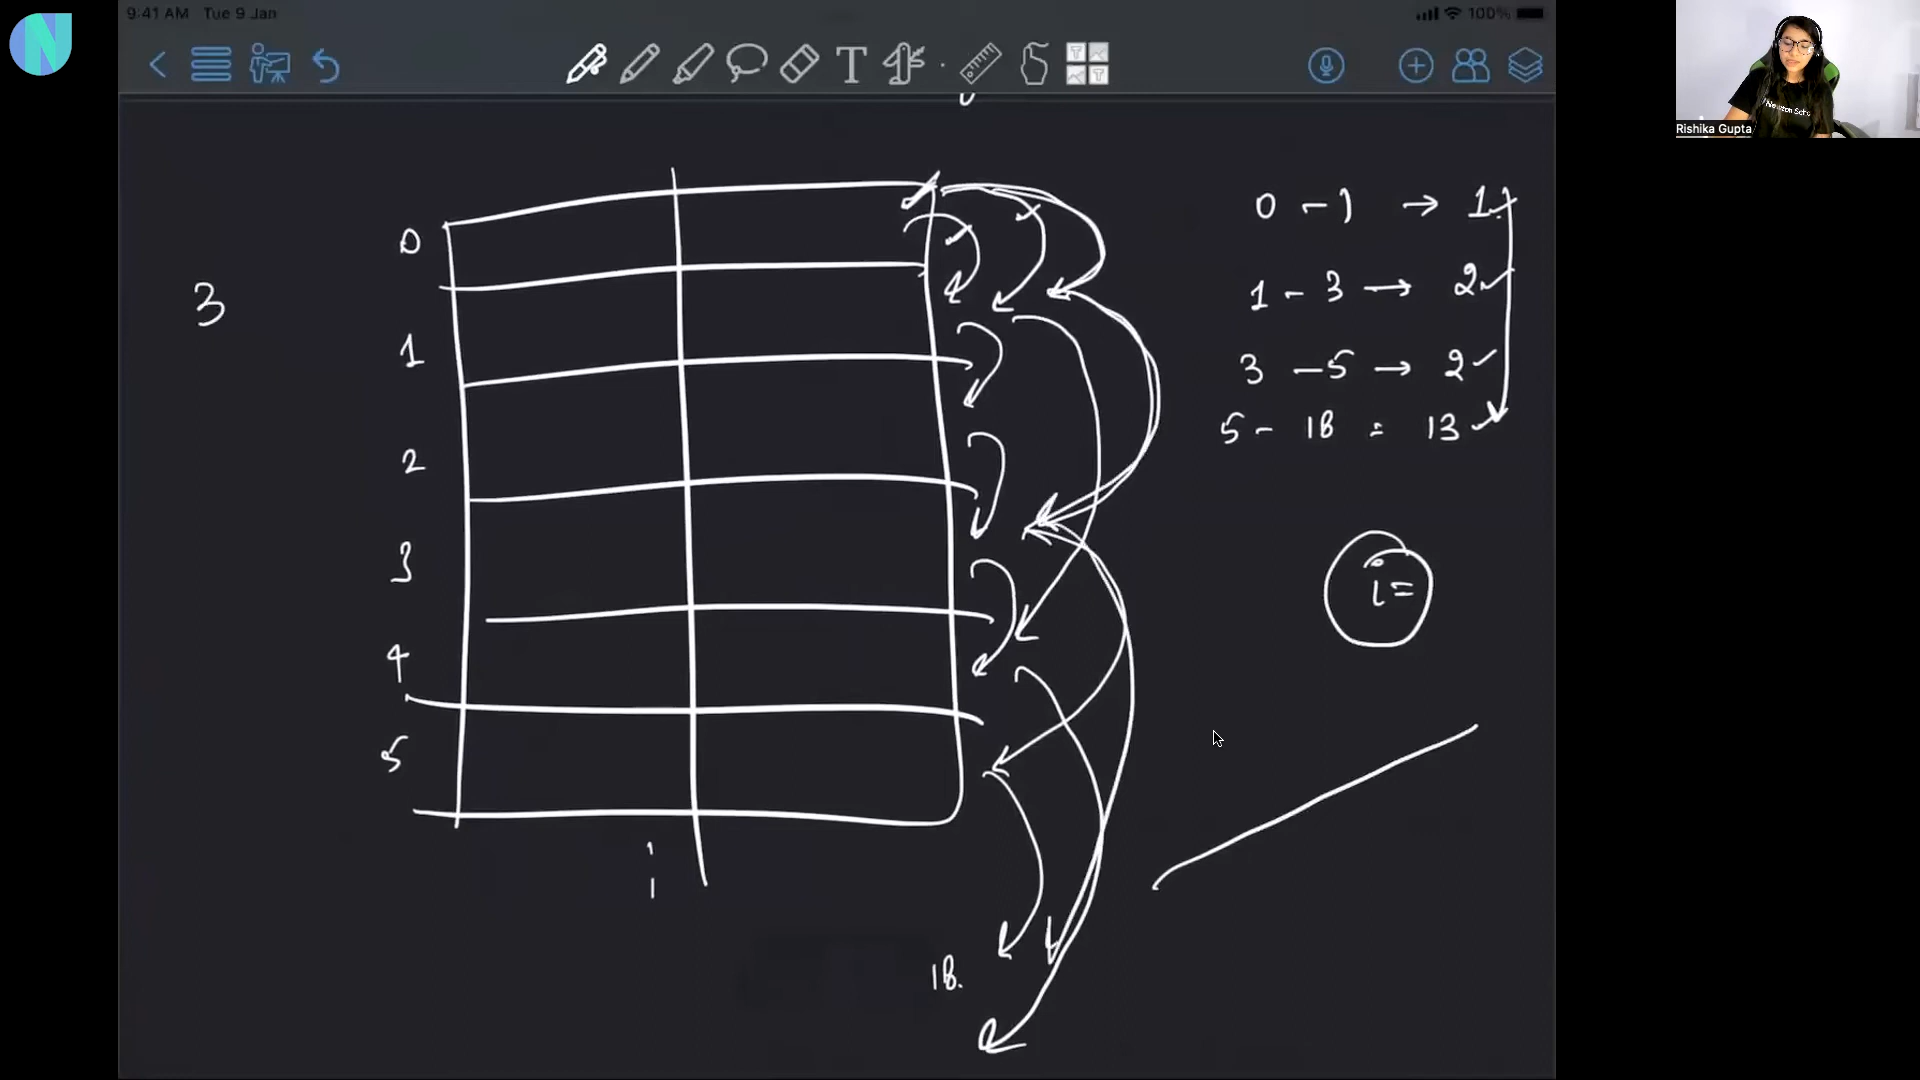 9:41 AM Tue 9 Jan
100%
T
Rishika Gupta
0 - 1 → 1
0
1 - 3 → 2
3
1
3 - 5 → 2
5 - 18 = 13
2
3
i =
4
5
18.